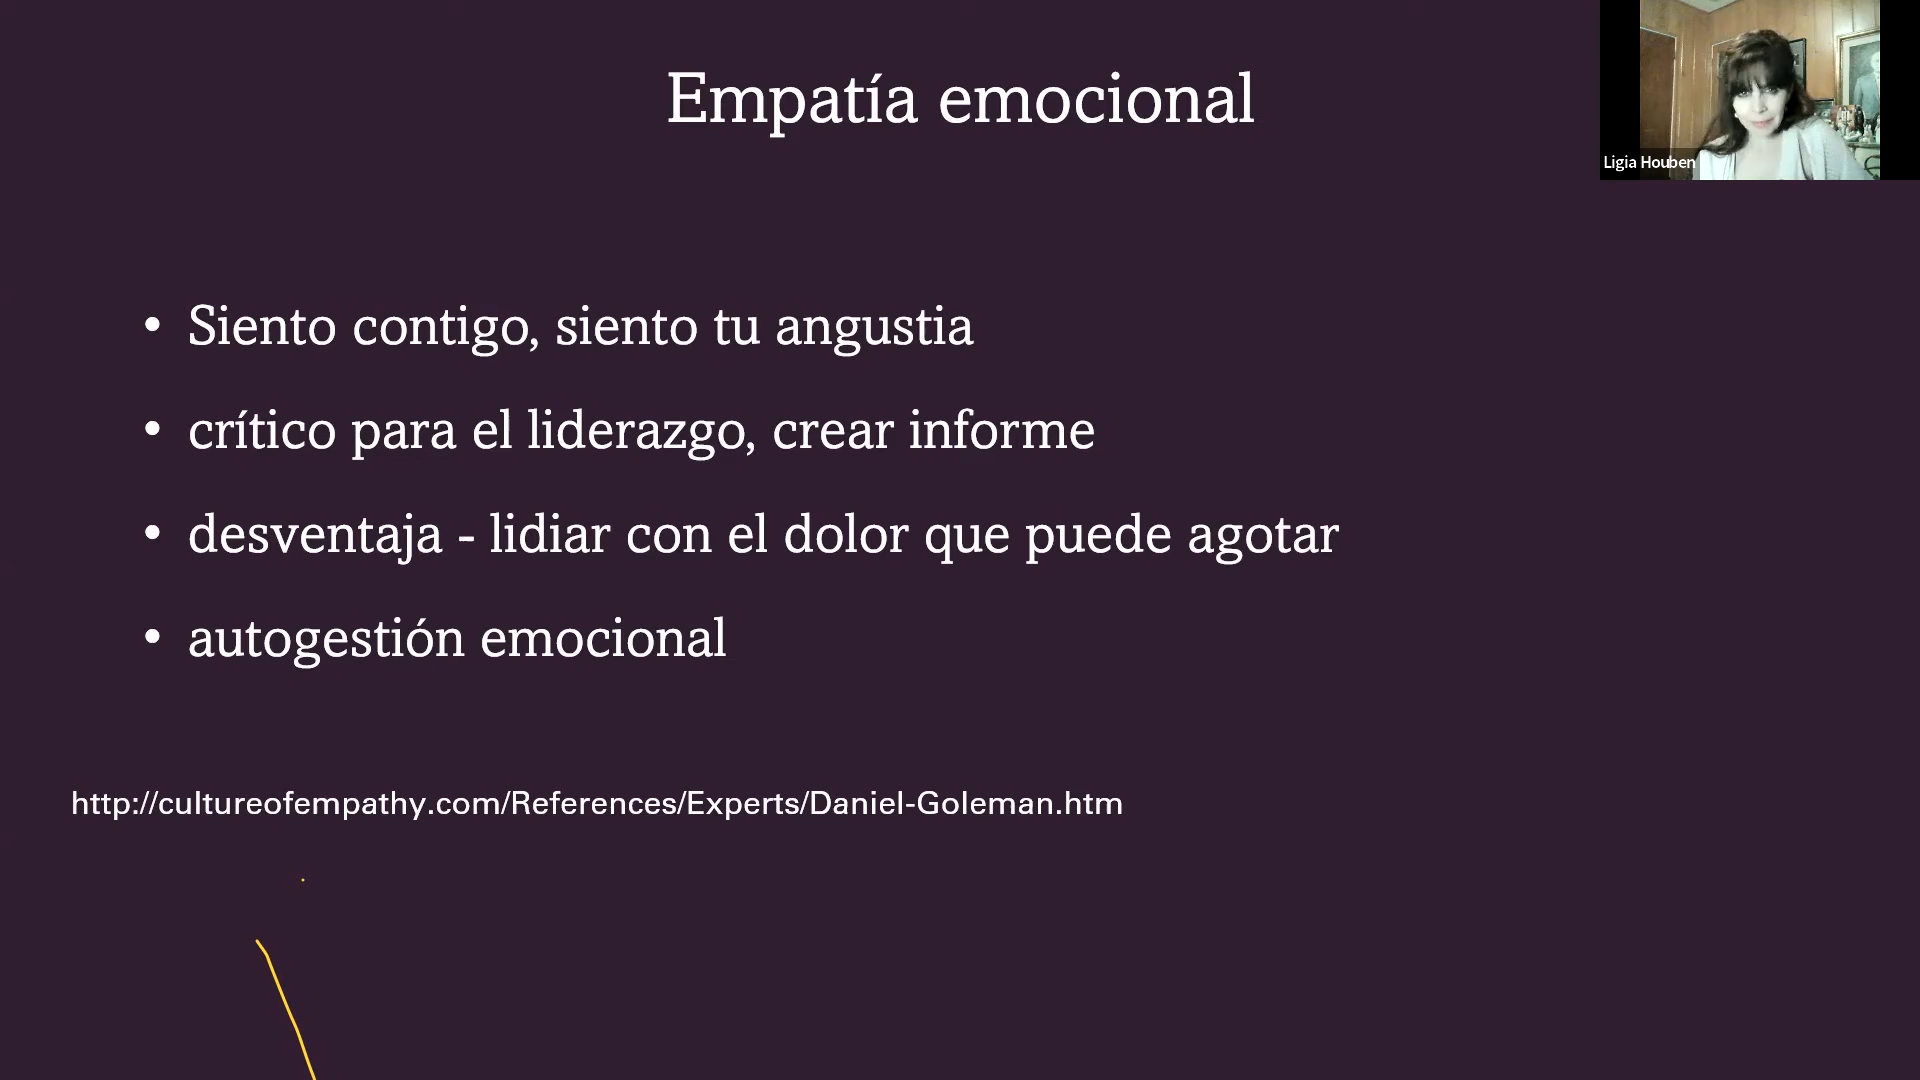 Empatía emocional
Ligia Houben
• Siento contigo, siento tu angustia
• crítico para el liderazgo, crear informe
• desventaja - lidiar con el dolor que puede agotar
• autogestión emocional
http://cultureofempathy.com/References/Experts/Daniel-Goleman.htm